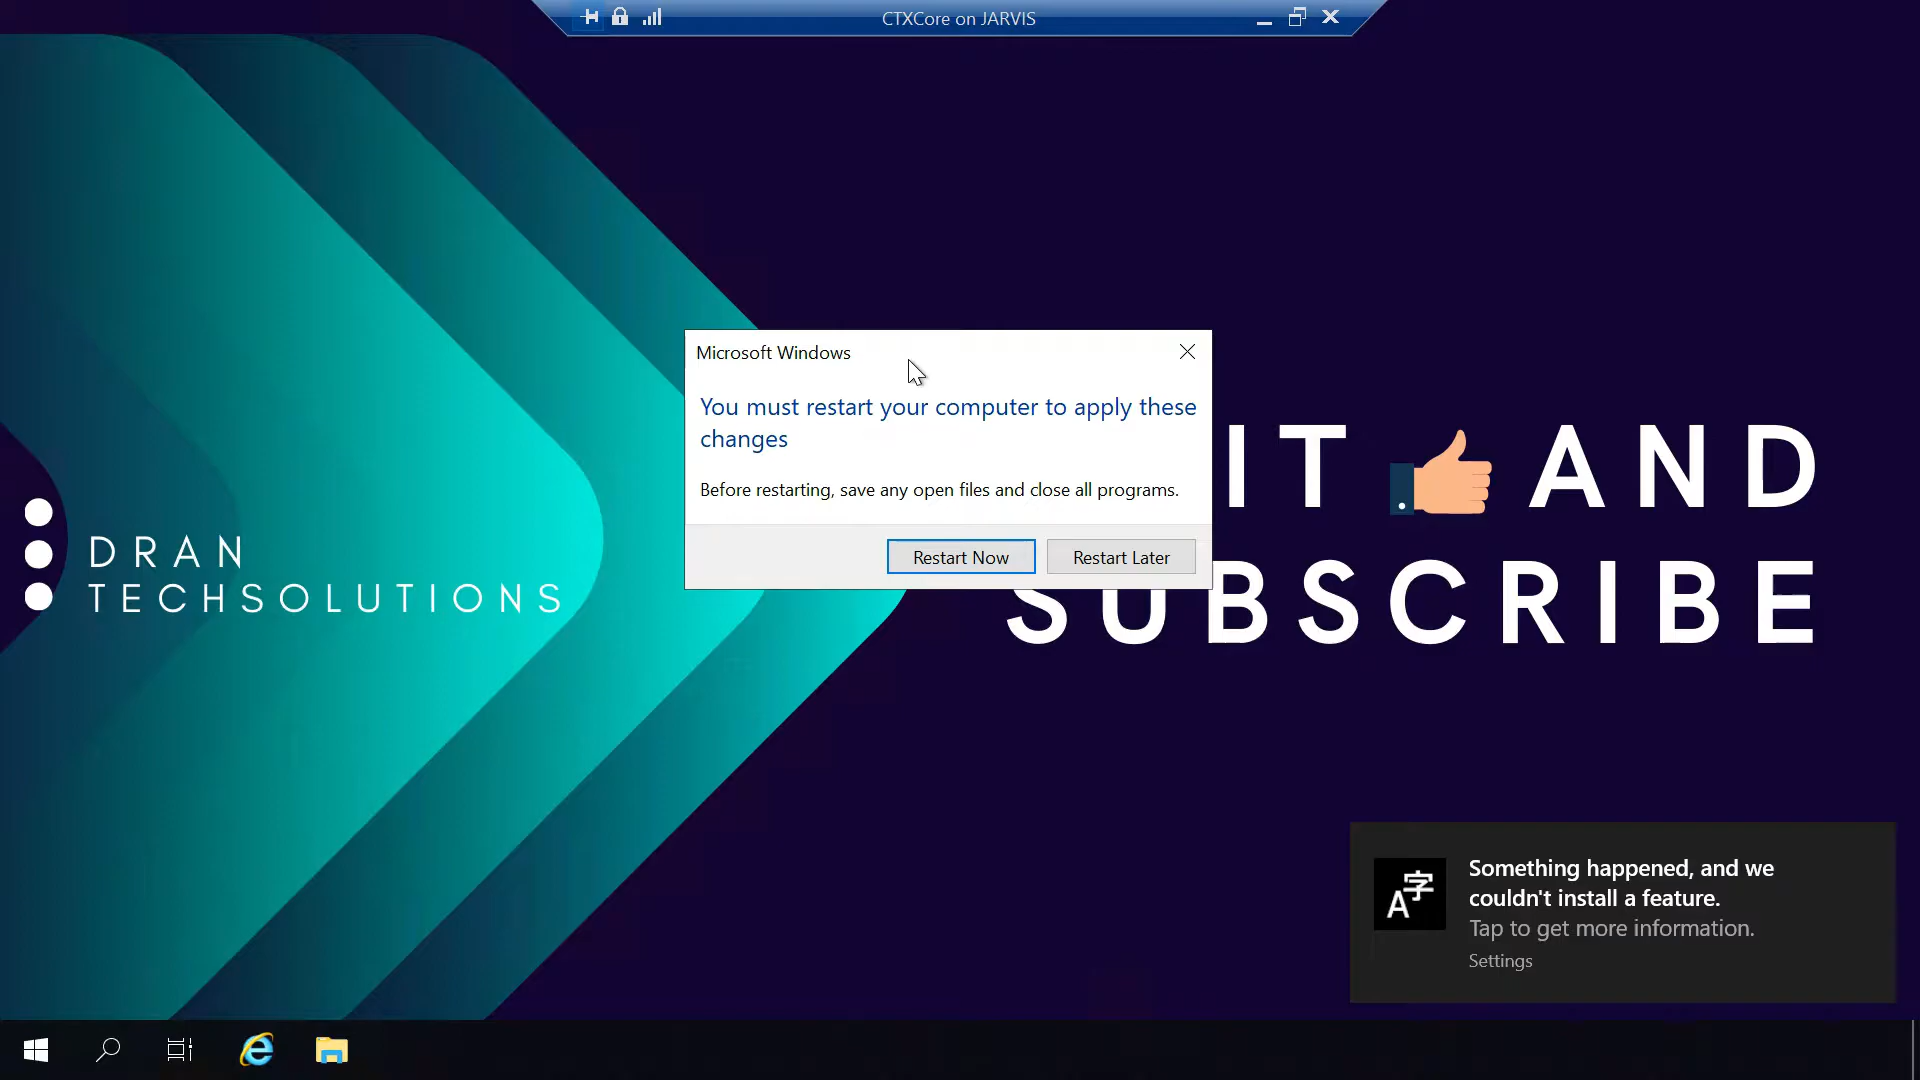 CTXCore on JARVIS
Microsoft Windows
You must restart your computer to apply these
changes
Before restarting, save any open files and close all programs.
Restart Now
Restart Later
IT AND
SUBSCRIBE
DRAN
TECHSOLUTIONS
A字
Something happened, and we
couldn't install a feature.
Tap to get more information.
Settings